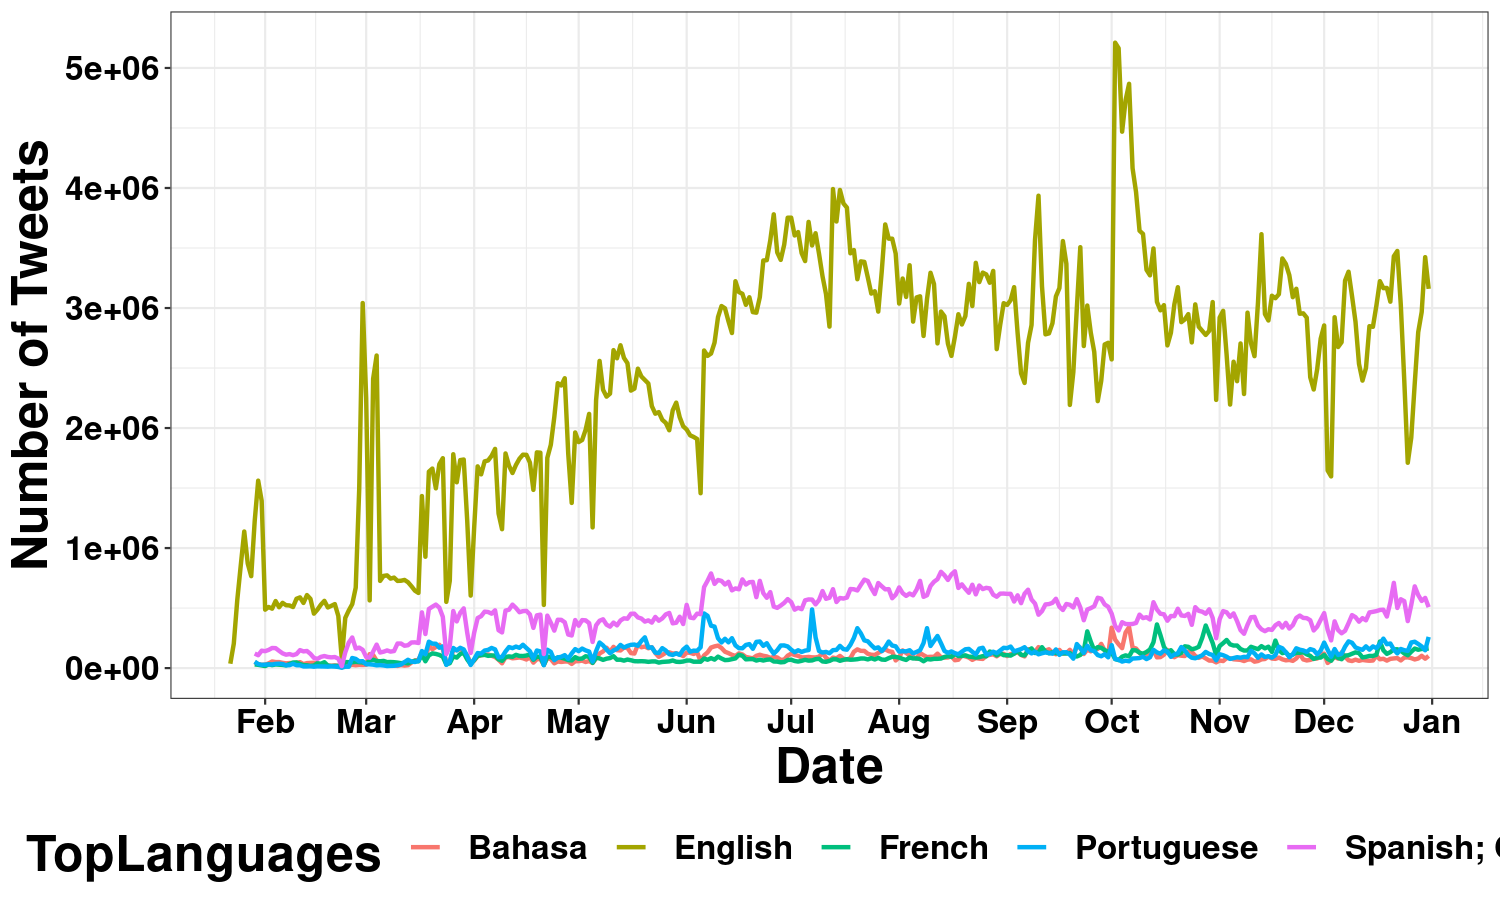 Number of Tweets
5e+06
4e+06
3e+06
2e+06
1e+06
0e+00
Feb Mar Apr May Jun Jul Aug Sep Oct Nov Dec Jan
Date
TopLanguages Bahasa English French Portuguese Spanish;